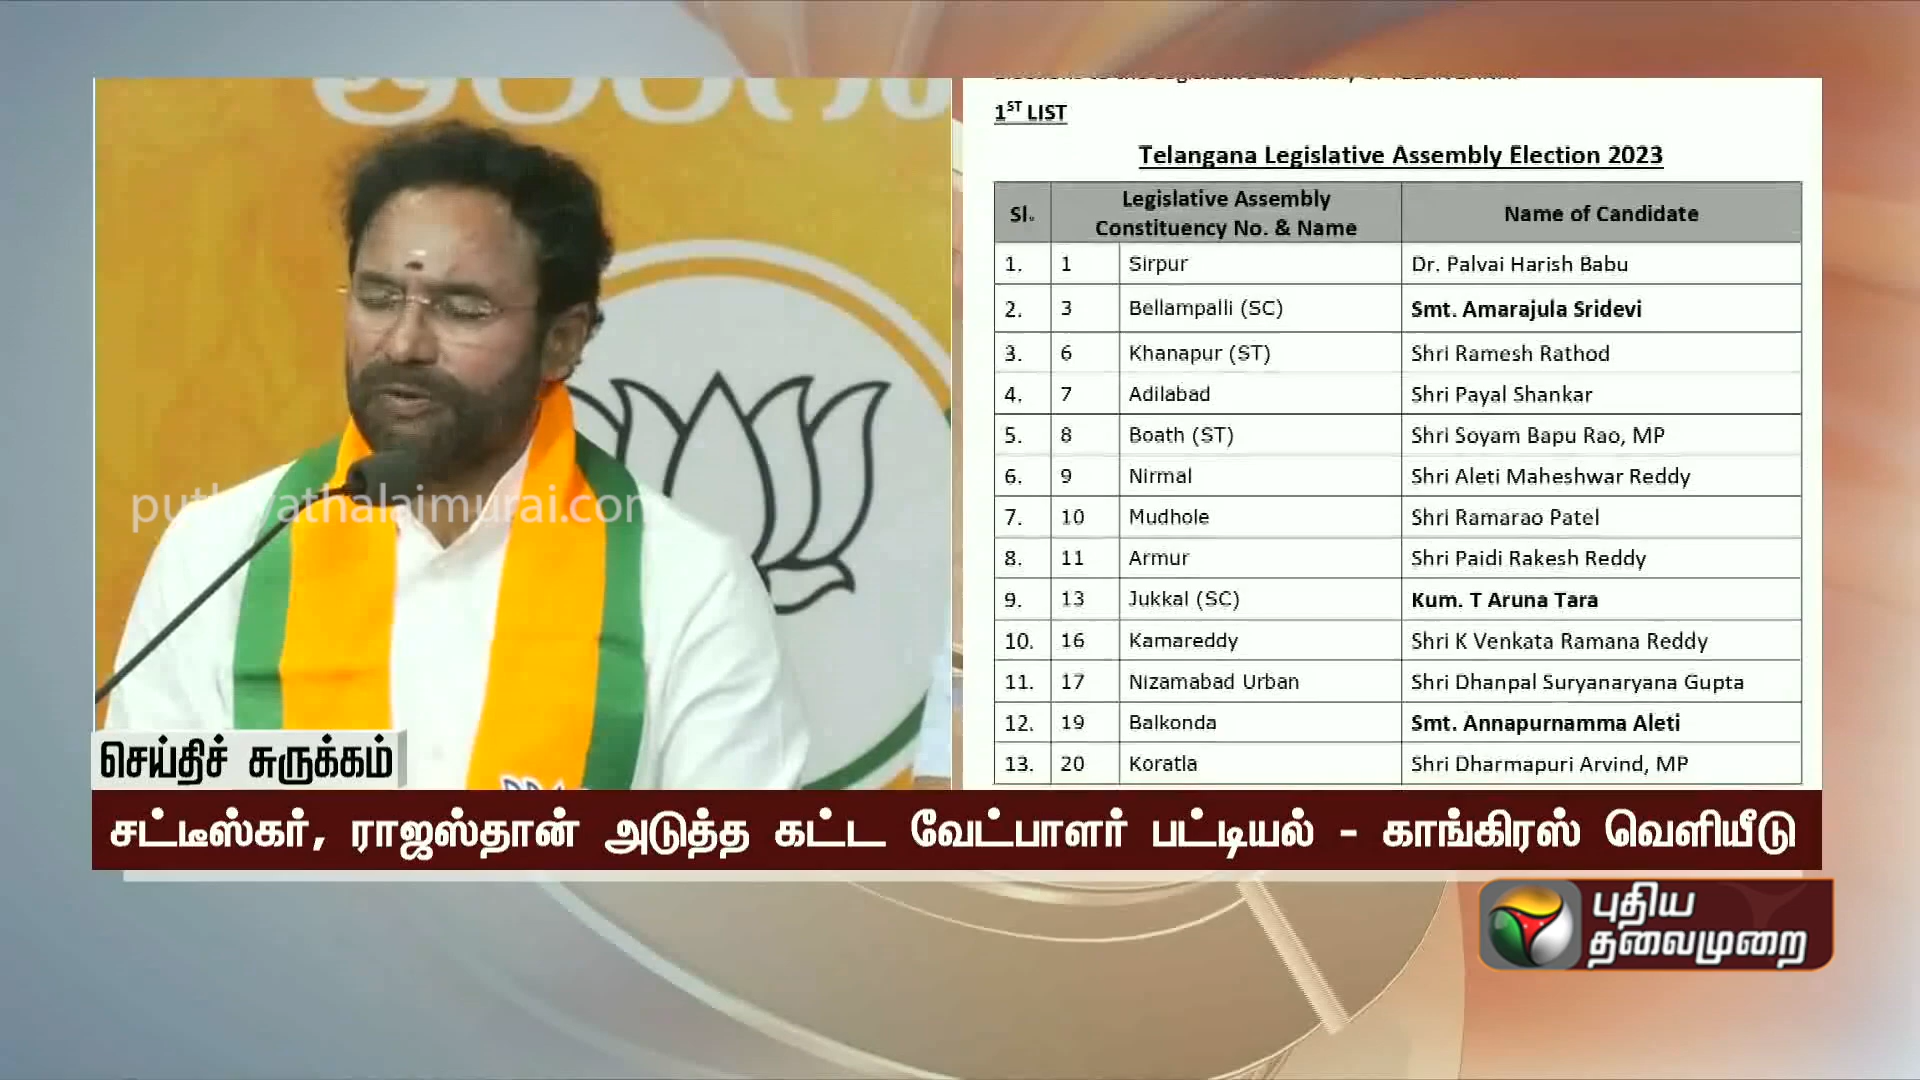 puthiyathalaimurai.com
1ST LIST
Telangana Legislative Assembly Election 2023
Sl. Legislative Assembly Constituency No. & Name Name of Candidate
1. 1 Sirpur Dr. Palvai Harish Babu
2. 3 Bellampalli (SC) Smt. Amarajula Sridevi
3. 6 Khanapur (ST) Shri Ramesh Rathod
4. 7 Adilabad Shri Payal Shankar
5. 8 Boath (ST) Shri Soyam Bapu Rao, MP
6. 9 Nirmal Shri Aleti Maheshwar Reddy
7. 10 Mudhole Shri Ramarao Patel
8. 11 Armur Shri Paidi Rakesh Reddy
9. 13 Jukkal (SC) Kum. T Aruna Tara
10. 16 Kamareddy Shri K Venkata Ramana Reddy
11. 17 Nizamabad Urban Shri Dhanpal Suryanaryana Gupta
12. 19 Balkonda Smt. Annapurnamma Aleti
13. 20 Koratla Shri Dharmapuri Arvind, MP
செய்திச் சுருக்கம்
சட்டீஸ்கர், ராஜஸ்தான் அடுத்த கட்ட வேட்பாளர் பட்டியல் - காங்கிரஸ் வெளியீடு
புதிய
தலைமுறை